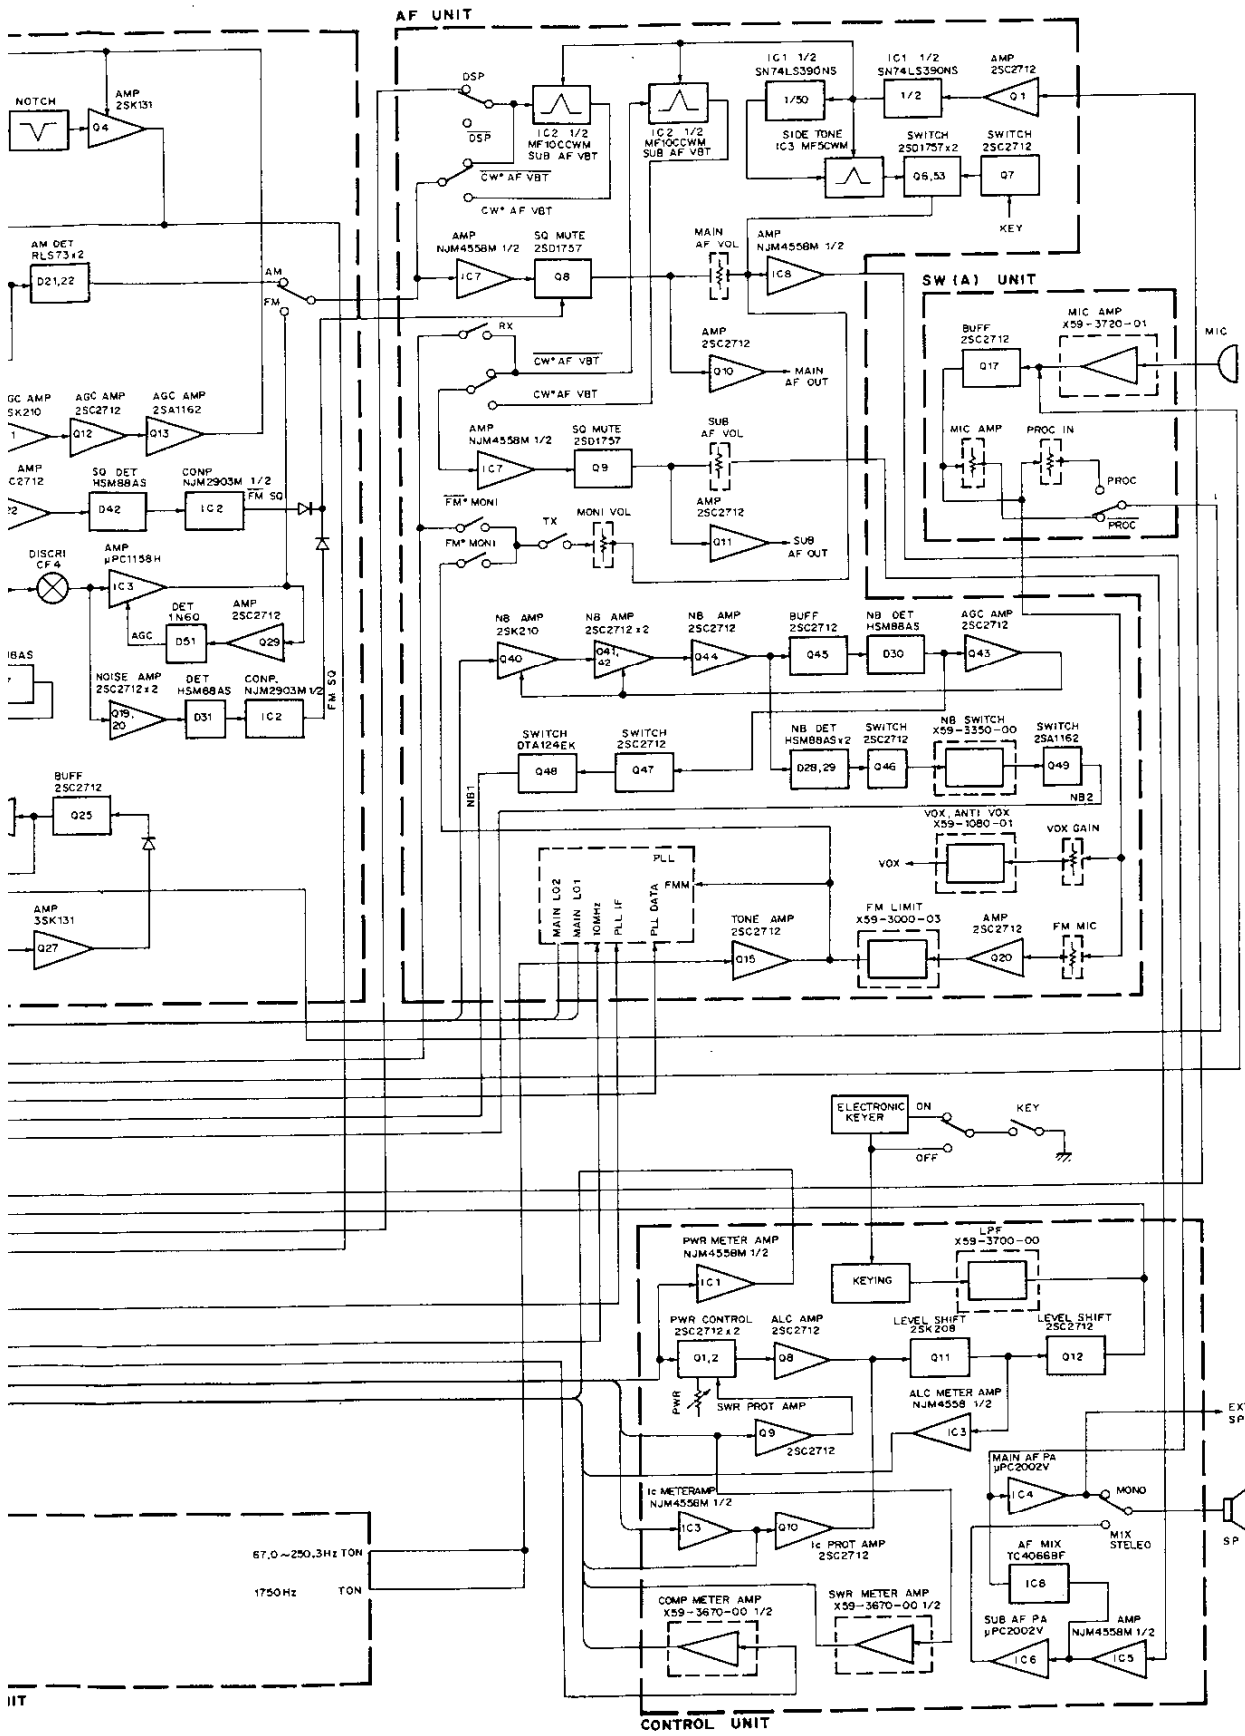 AF UNIT
NOTCH
AMP
2SK131
Q4
AM DET
RLS73x2
D21,22
AM
FM
GC AMP
SK210
AGC AMP
2SC2712
Q12
AGC AMP
2SA1162
Q13
AMP
C2712
22
SQ DET
HSM88AS
D42
CONP
NJM2903M 1/2
IC2
FM SQ
DISCRI
CF4
AMP
µPC1158H
IC3
AGC
DET
1N60
D51
AMP
2SC2712
Q29
18BAS
NOISE AMP
2SC2712x2
Q19,
20
DET
HSM88AS
D31
CONP.
NJM2903M 1/2
IC2
FM SQ
BUFF
2SC2712
Q25
AMP
3SK131
Q27
DSP
DSP
CW* AF VBT
CW* AF VBT
IC2 1/2
MF10CCWM
SUB AF VBT
IC2 1/2
MF10CCWM
SUB AF VBT
IC1 1/2
SN74LS390NS
1/50
IC1 1/2
SN74LS390NS
1/2
AMP
2SC2712
Q1
SIDE TONE
IC3 MF5CWM
SWITCH
2SD1757x2
Q6,53
SWITCH
2SC2712
Q7
KEY
AMP
NJM4558M 1/2
IC7
SQ MUTE
2SD1757
Q8
MAIN
AF VOL
AMP
NJM4558M 1/2
IC8
RX
CW* AF VBT
CW* AF VBT
AMP
2SC2712
Q10
MAIN
AF OUT
AMP
NJM4558M 1/2
IC7
SQ MUTE
2SD1757
Q9
SUB
AF VOL
FM* MONI
FM* MONI
TX
MONI VOL
AMP
2SC2712
Q11
SUB
AF OUT
SW (A) UNIT
MIC AMP
X59-3720-01
BUFF
2SC2712
Q17
MIC
MIC AMP
PROC IN
PROC
PROC
NB AMP
2SK210
Q40
NB AMP
2SC2712x2
Q41,
42
NB AMP
2SC2712
Q44
BUFF
2SC2712
Q45
NB DET
HSM88AS
D30
AGC AMP
2SC2712
Q43
SWITCH
DTA124EK
Q48
SWITCH
2SC2712
Q47
NB DET
HSM88ASx2
D28,29
SWITCH
2SC2712
Q46
NB SWITCH
X59-3350-00
SWITCH
2SA1162
Q49
NB1
NB2
VOX, ANTI VOX
X59-1080-01
VOX
VOX GAIN
PLL
FMM
MAIN LO2
MAIN LO1
10MHz
PLL IF
PLL DATA
TONE AMP
2SC2712
Q15
FM LIMIT
X59-3000-03
AMP
2SC2712
Q20
FM MIC
ELECTRONIC
KEYER
ON
OFF
KEY
PWR METER AMP
NJM4558M 1/2
IC1
KEYING
LPF
X59-3700-00
PWR CONTROL
2SC2712x2
Q1,2
PWR
ALC AMP
2SC2712
Q8
LEVEL SHIFT
2SK208
Q11
LEVEL SHIFT
2SC2712
Q12
SWR PROT AMP
Q9
2SC2712
ALC METER AMP
NJM4558 1/2
IC3
Ic METERAMP
NJM4558M 1/2
IC3
Q10
Ic PROT AMP
2SC2712
MAIN AF PA
µPC2002V
IC4
MONO
MIX
STELEO
EXT
SP
SP
AF MIX
TC4066BF
IC8
SUB AF PA
µPC2002V
IC6
AMP
NJM4558M 1/2
IC5
COMP METER AMP
X59-3670-00 1/2
SWR METER AMP
X59-3670-00 1/2
67.0~250.3Hz TON
1750Hz TON
IIT
CONTROL UNIT